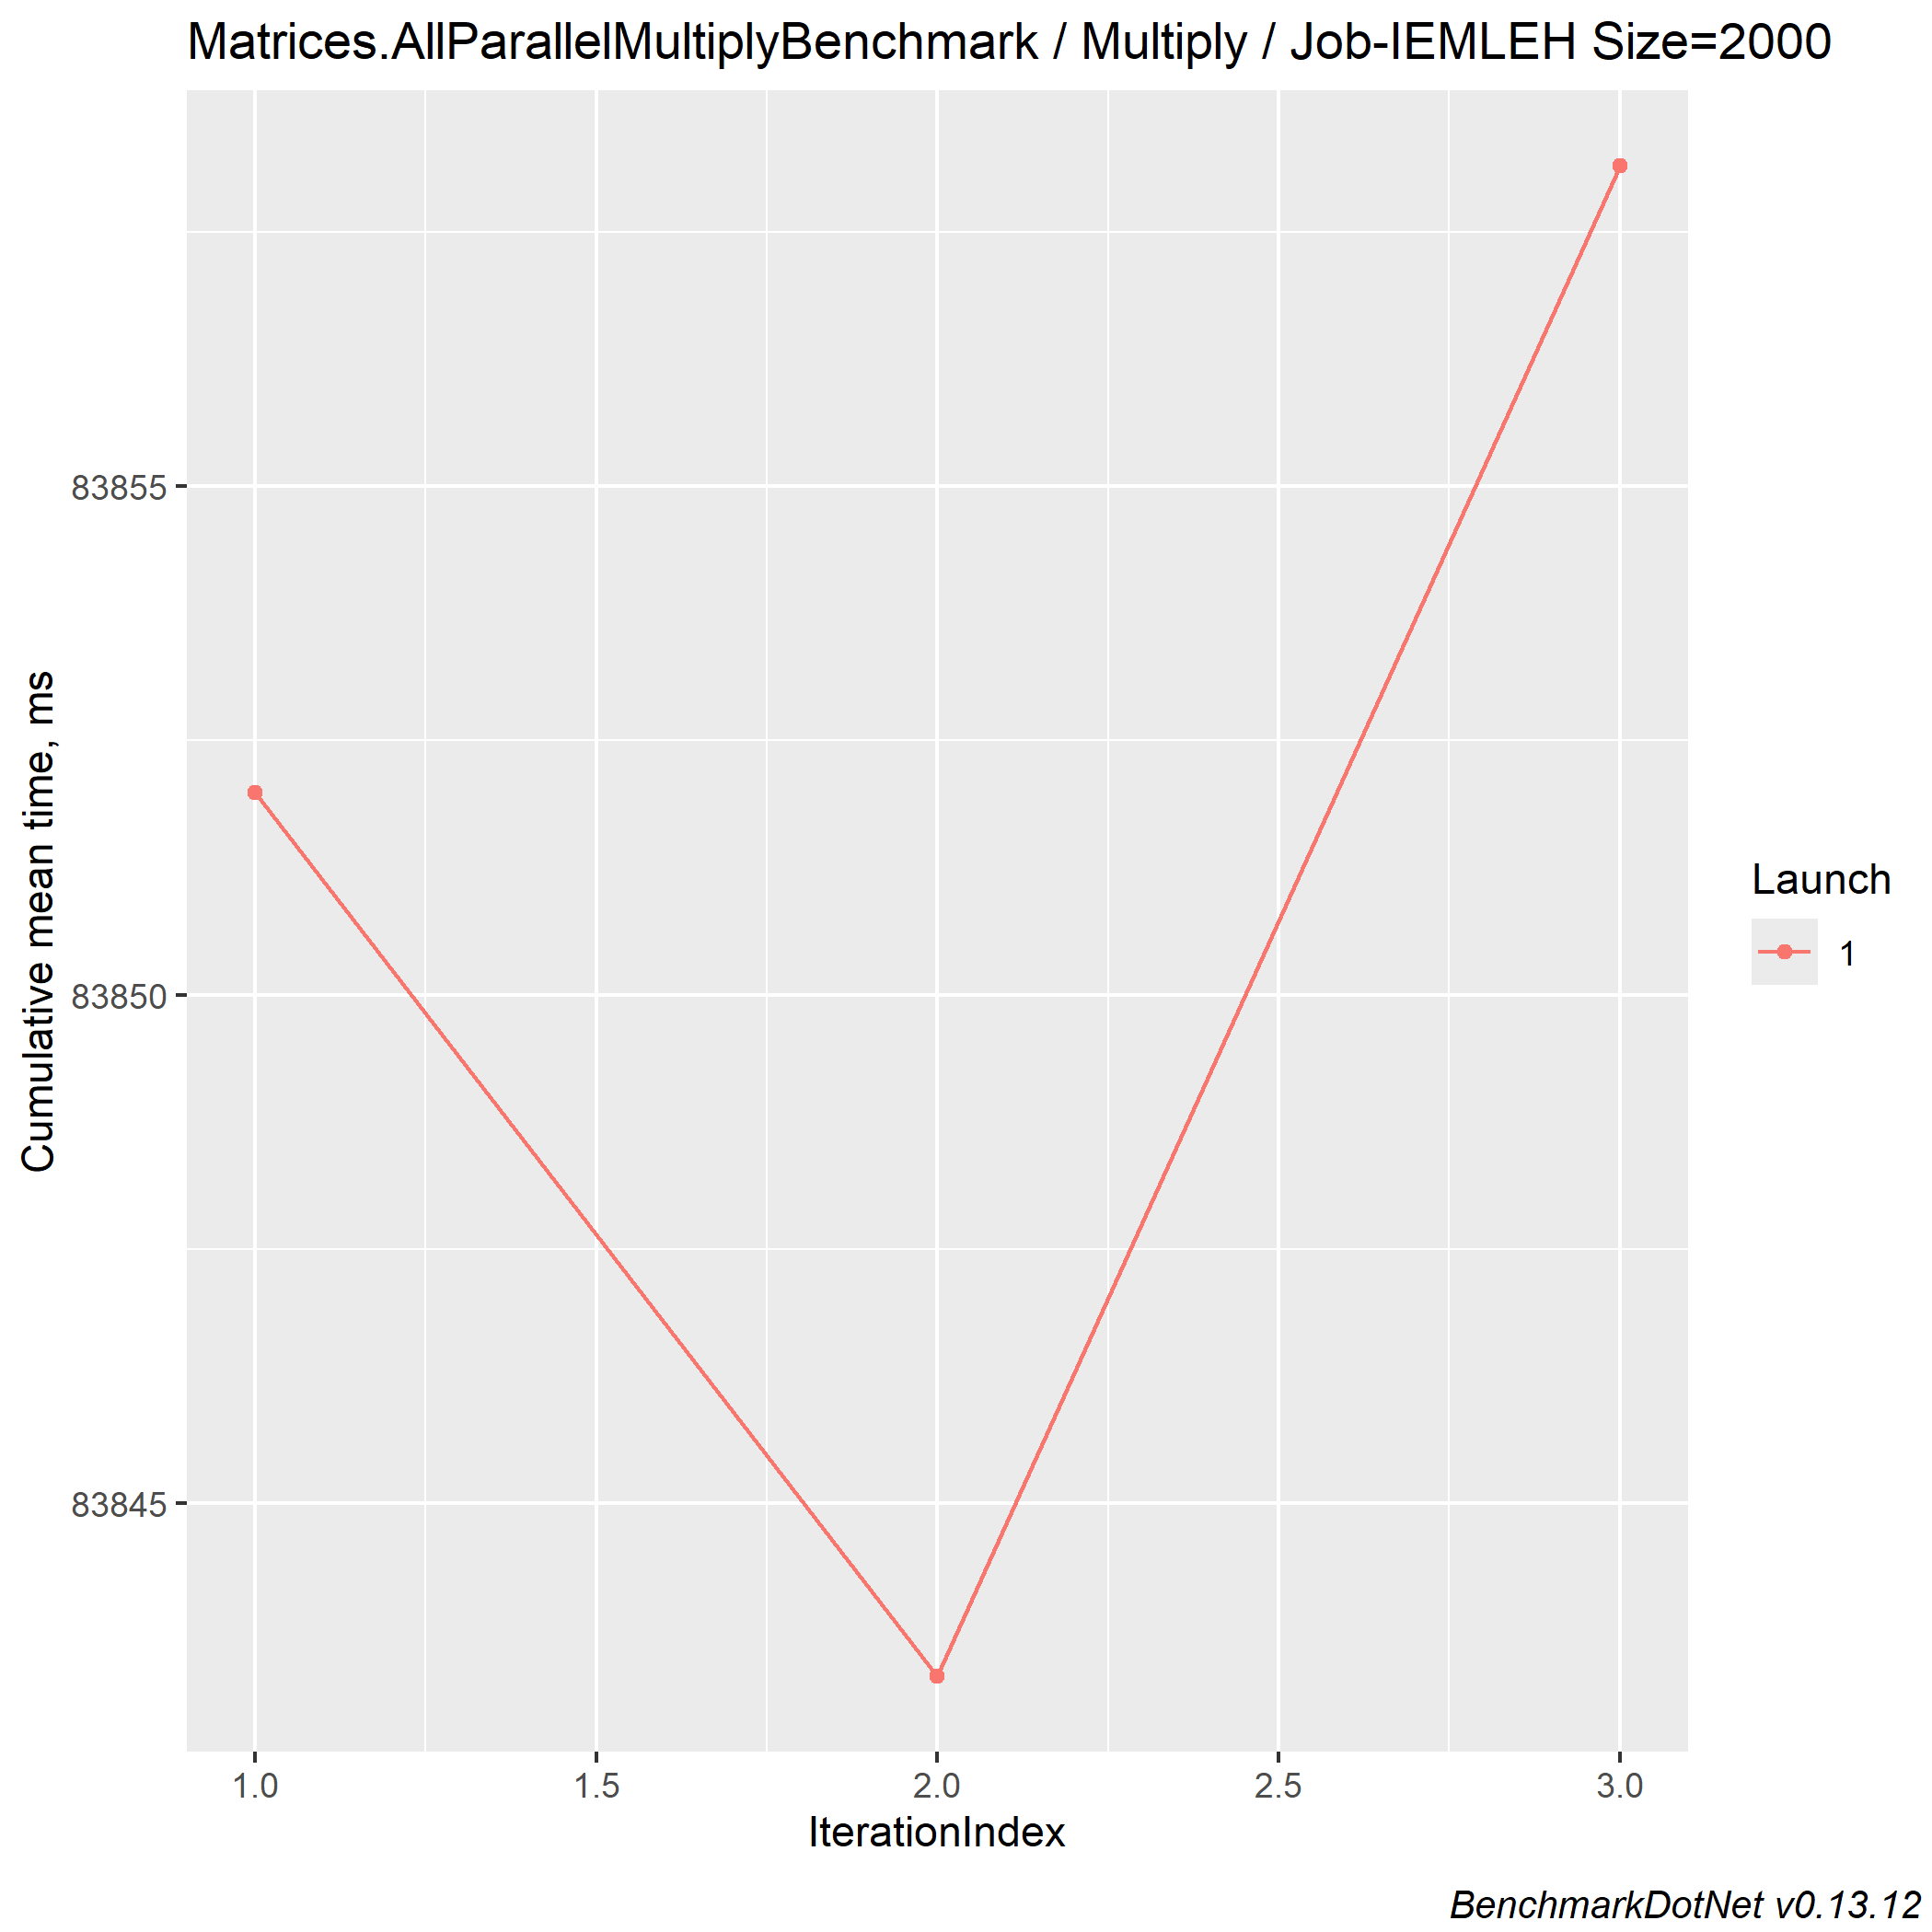 Matrices.AllParallelMultiplyBenchmark / Multiply / Job-IEMLEH Size=2000
Cumulative mean time, ms
83855
83850
83845
1.0 1.5 2.0 2.5 3.0
IterationIndex
Launch
1
BenchmarkDotNet v0.13.12